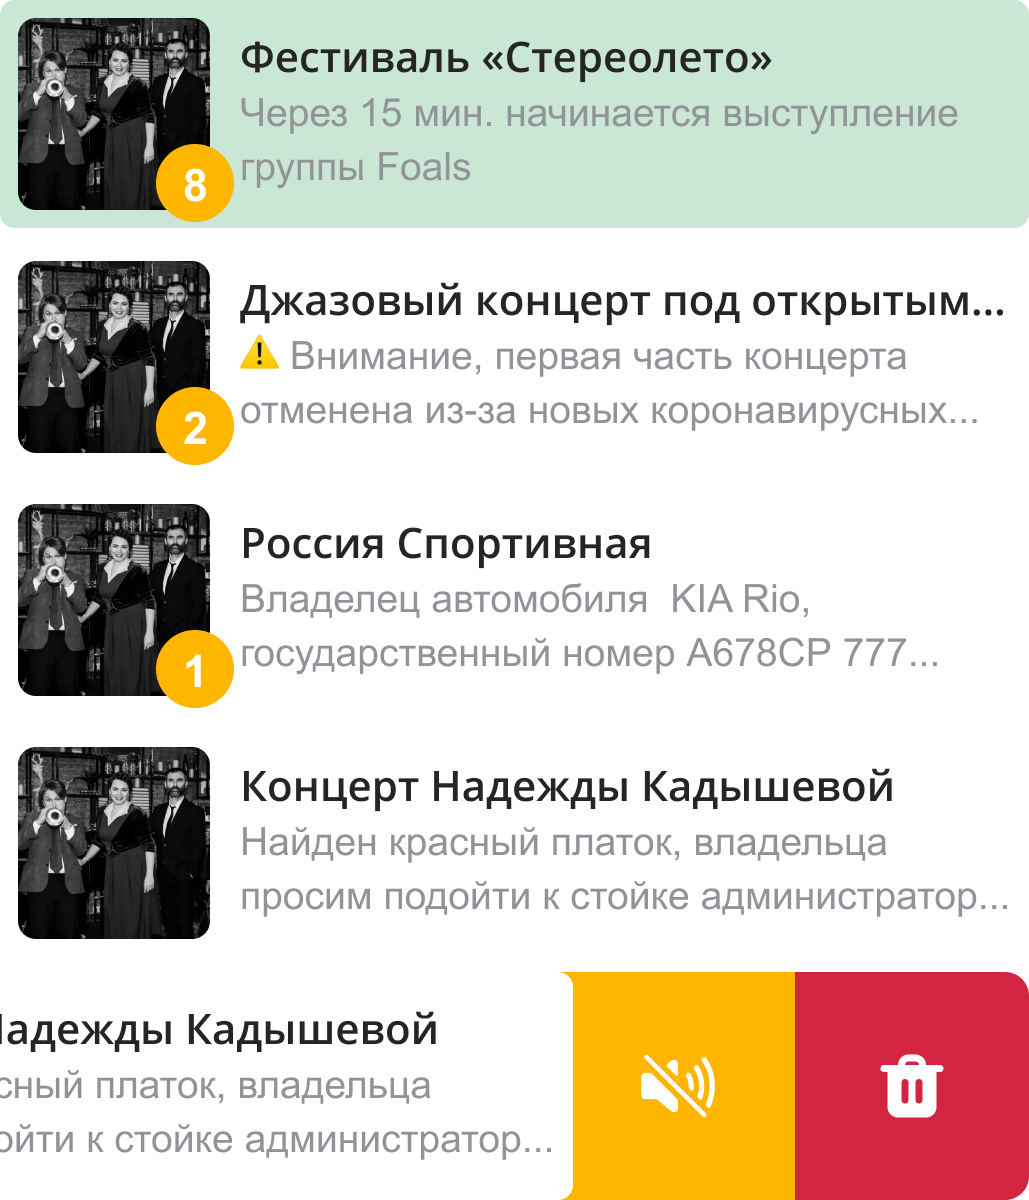 Фестиваль «Стереолето»
Через 15 мин. начинается выступление
группы Foals
8
Джазовый концерт под открытым...
⚠️ Внимание, первая часть концерта
отменена из-за новых коронавирусных...
2
Россия Спортивная
Владелец автомобиля KIA Rio,
государственный номер А678СР 777...
1
Концерт Надежды Кадышевой
Найден красный платок, владельца
просим подойти к стойке администратор...
Надежды Кадышевой
сный платок, владельца
ойти к стойке администратор...